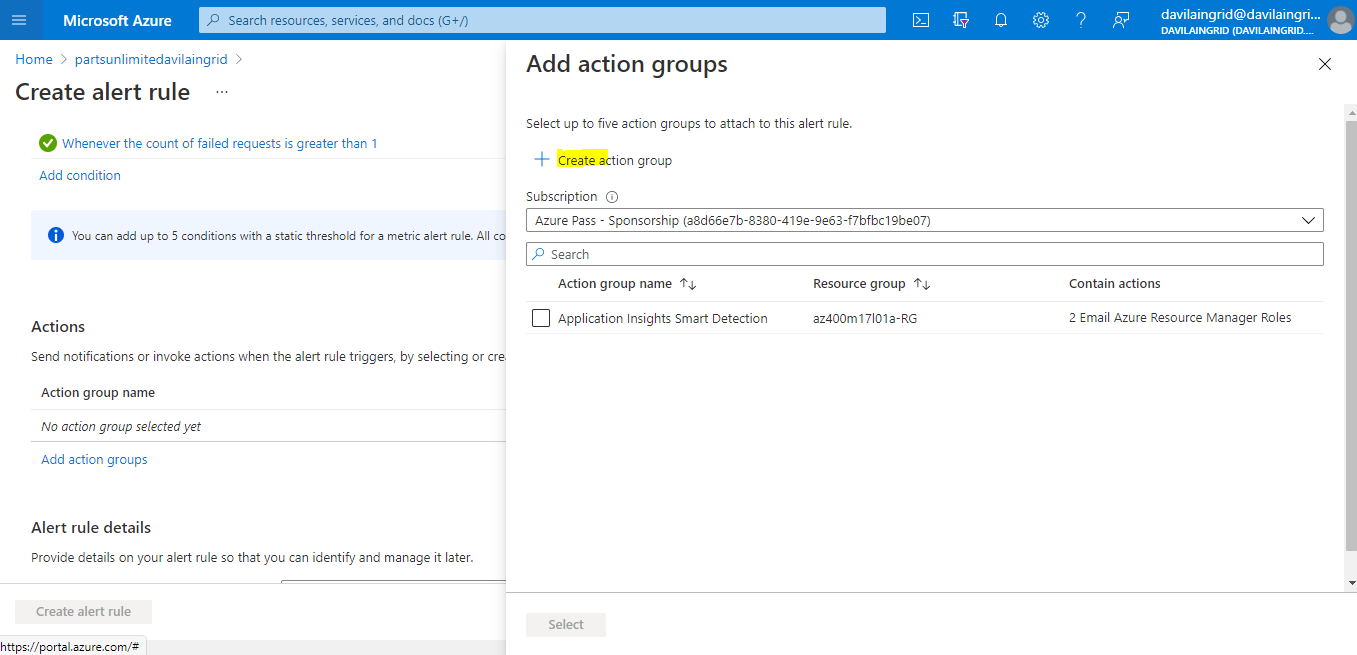 Microsoft Azure
Search resources, services, and docs (G+/)
davilaingrid@davilaingri...
DAVILAINGRID (DAVILAINGRID....
Home > partsunlimiteddavilaingrid >
Create alert rule ...
Whenever the count of failed requests is greater than 1
Add condition
You can add up to 5 conditions with a static threshold for a metric alert rule. All co
Actions
Send notifications or invoke actions when the alert rule triggers, by selecting or cre
Action group name
No action group selected yet
Add action groups
Alert rule details
Provide details on your alert rule so that you can identify and manage it later.
Create alert rule
https://portal.azure.com/#
Add action groups
Select up to five action groups to attach to this alert rule.
Create action group
Subscription
Azure Pass - Sponsorship (a8d66e7b-8380-419e-9e63-f7bfbc19be07)
Search
Action group name Resource group Contain actions
Application Insights Smart Detection az400m17l01a-RG 2 Email Azure Resource Manager Roles
Select